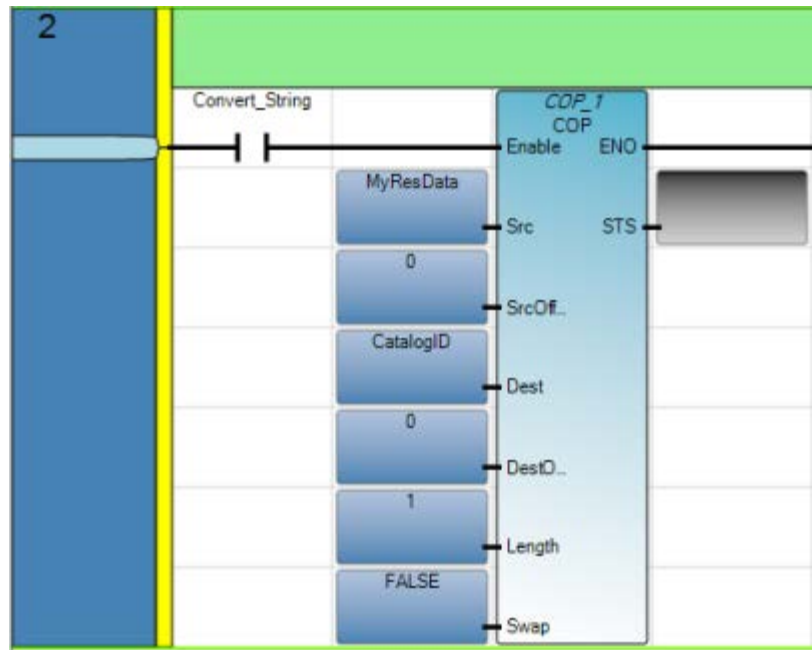 2
Convert_String
COP_1
COP
Enable ENO
MyResData
Src STS
0
SrcOff...
CatalogID
Dest
0
DestO...
1
Length
FALSE
Swap